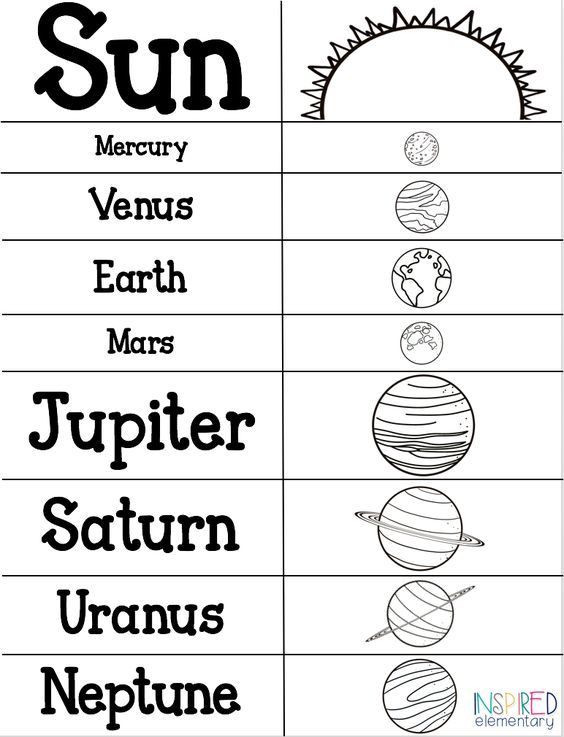 Sun
Mercury
Venus
Earth
Mars
Jupiter
Saturn
Uranus
Neptune
INSPIRED
elementary